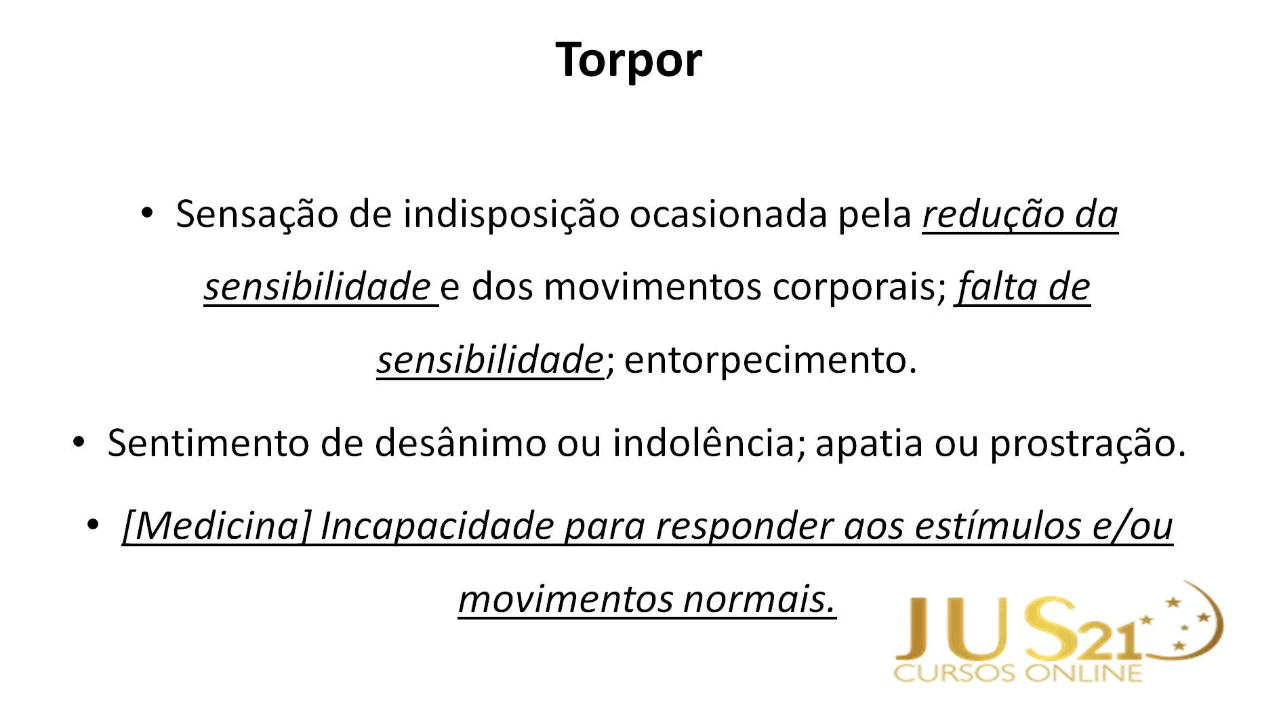 Torpor
• Sensação de indisposição ocasionada pela redução da
sensibilidade e dos movimentos corporais; falta de
sensibilidade; entorpecimento.
• Sentimento de desânimo ou indolência; apatia ou prostração.
• [Medicina] Incapacidade para responder aos estímulos e/ou
movimentos normais.
JUS21
CURSOS ONLINE